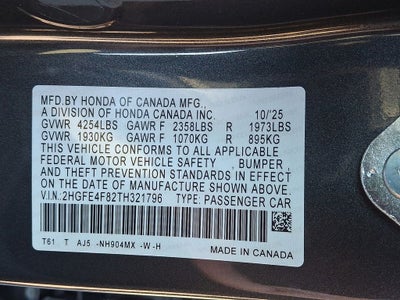 MFD.BY HONDA OF CANADA MFG.,
A DIVISION OF HONDA CANADA INC. 10/'25
GVWR 4254LBS GAWR F 2358LBS R 1973LBS
GVWR 1930KG GAWR F 1070KG R 895KG
THIS VEHICLE CONFORMS TO ALL APPLICABLE
FEDERAL MOTOR VEHICLE SAFETY , BUMPER
AND THEFT PREVENTION STANDARDS IN EFFECT
ON THE DATE OF MANUFACTURE SHOWN ABOVE.
V.I.N.:2HGFE4F82TH321796 TYPE: PASSENGER CAR
T61 T AJ5 -NH904MX -W-H
MADE IN CANADA